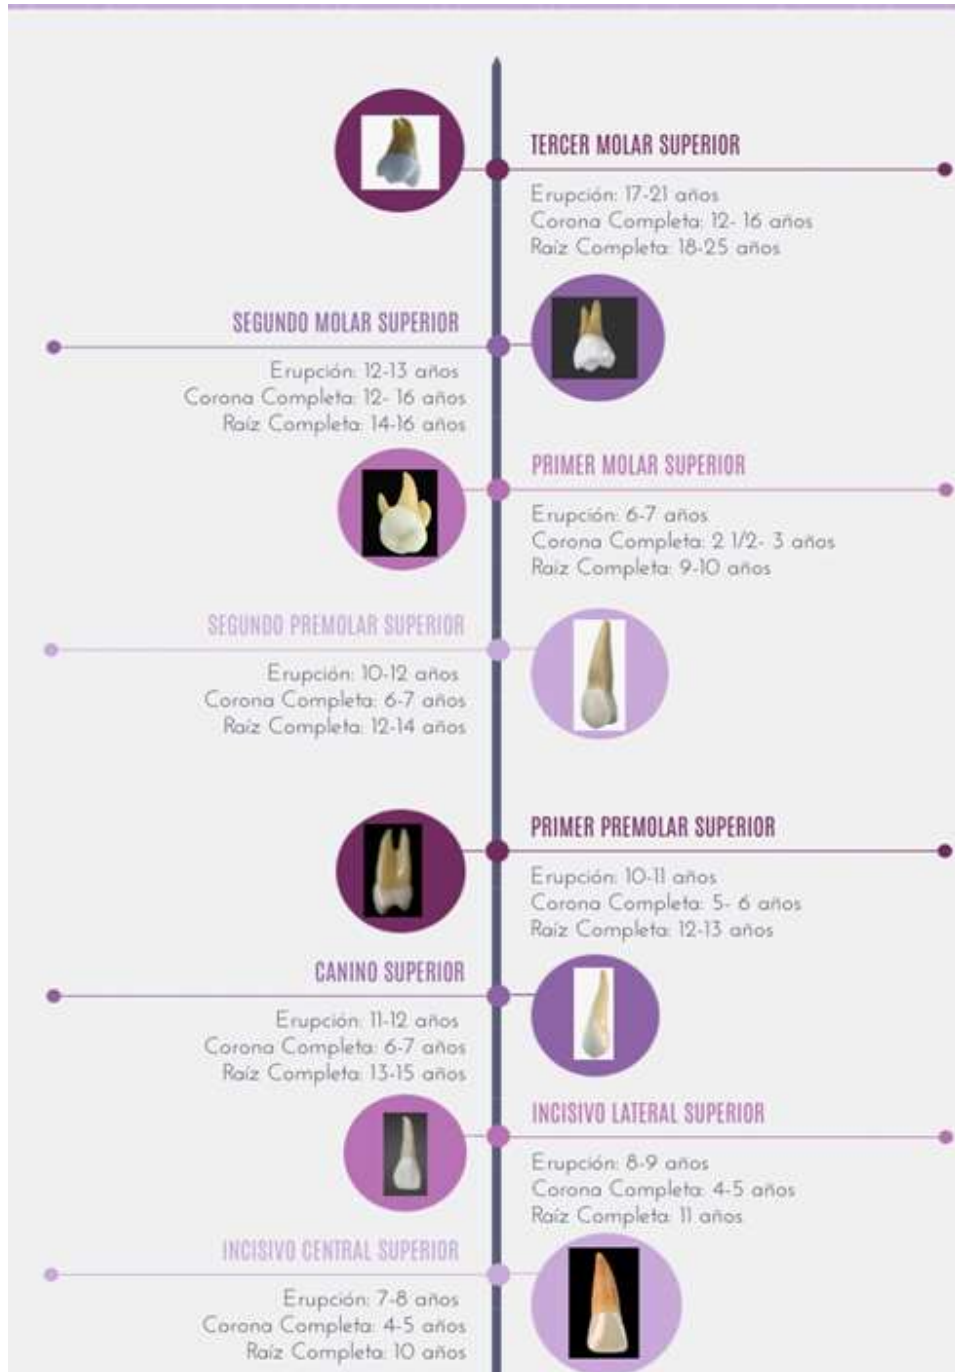 TERCER MOLAR SUPERIOR
Erupción: 17-21 años
Corona Completa: 12- 16 años
Raíz Completa: 18-25 años
SEGUNDO MOLAR SUPERIOR
Erupción: 12-13 años
Corona Completa: 12- 16 años
Raíz Completa: 14-16 años
PRIMER MOLAR SUPERIOR
Erupción: 6-7 años
Corona Completa: 2 1/2- 3 años
Raíz Completa: 9-10 años
SEGUNDO PREMOLAR SUPERIOR
Erupción: 10-12 años
Corona Completa: 6-7 años
Raíz Completa: 12-14 años
PRIMER PREMOLAR SUPERIOR
Erupción: 10-11 años
Corona Completa: 5- 6 años
Raíz Completa: 12-13 años
CANINO SUPERIOR
Erupción: 11-12 años
Corona Completa: 6-7 años
Raíz Completa: 13-15 años
INCISIVO LATERAL SUPERIOR
Erupción: 8-9 años
Corona Completa: 4-5 años
Raíz Completa: 11 años
INCISIVO CENTRAL SUPERIOR
Erupción: 7-8 años
Corona Completa: 4-5 años
Raíz Completa: 10 años